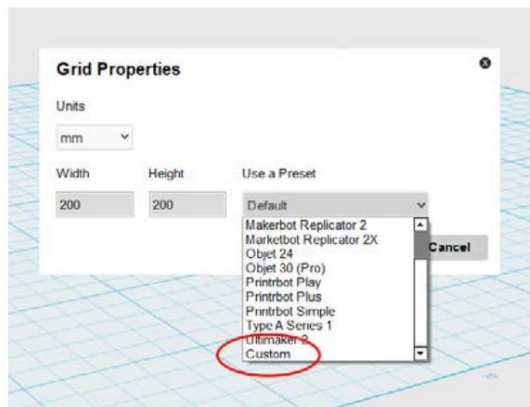 Grid Properties
Units
mm
Width Height Use a Preset
200 200 Default
Makerbot Replicator 2
Marketbot Replicator 2X
Objet 24
Objet 30 (Pro)
Printrbot Play
Printrbot Plus
Printrbot Simple
Type A Series 1
Ultimaker 2
Custom
Cancel